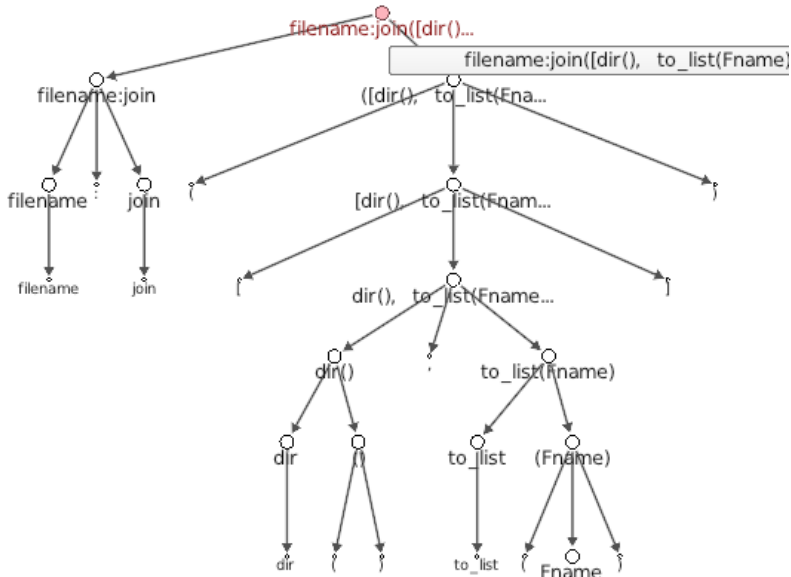 filename:join([dir()...
filename:join([dir(), to_list(Fname)
filename:join
([dir(), to_list(Fna...
filename
:
join
(
[dir(), to_list(Fnam...
)
filename
join
[
dir(), to_list(Fname...
]
dir()
,
to_list(Fname)
dir
()
to_list
(Fname)
dir
(
)
to_list
(
Fname
)